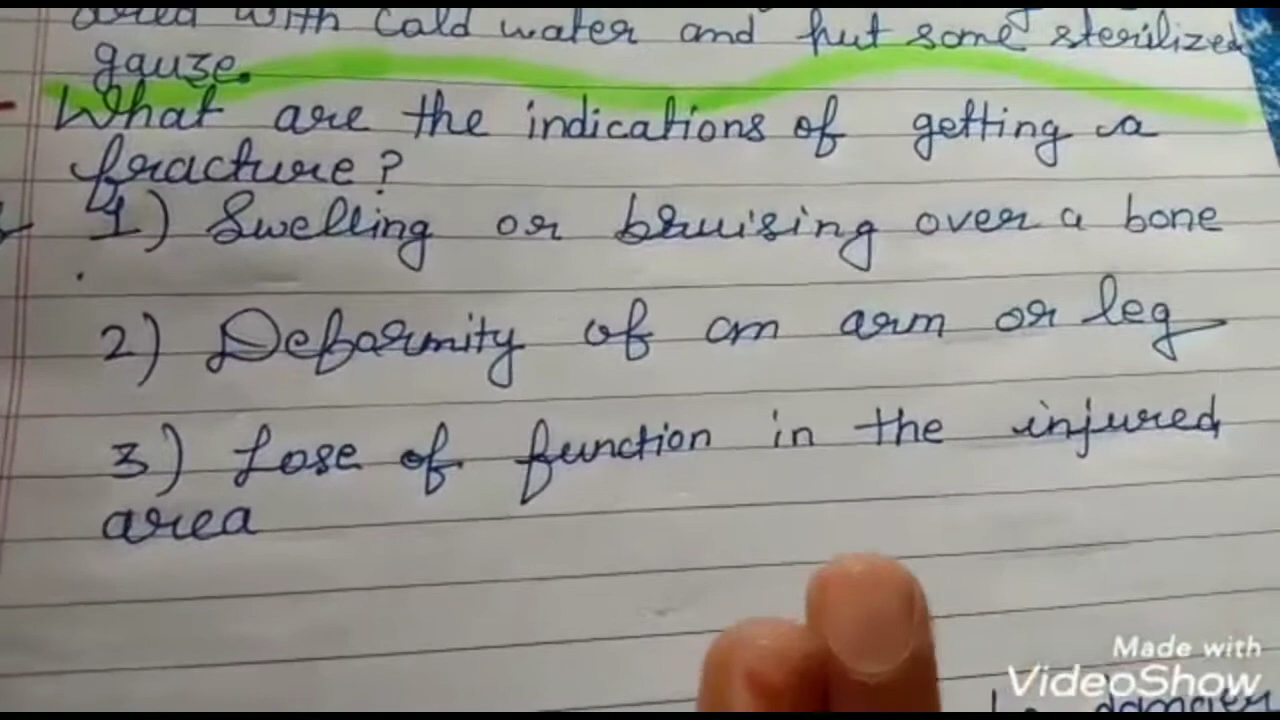 area with Cold water and put some sterilized
gauze.
What are the indications of getting a
fracture?
1) Swelling or bruising over a bone
2) Deformity of an arm or leg
3) Lose of function in the injured
area
Made with
VideoShow